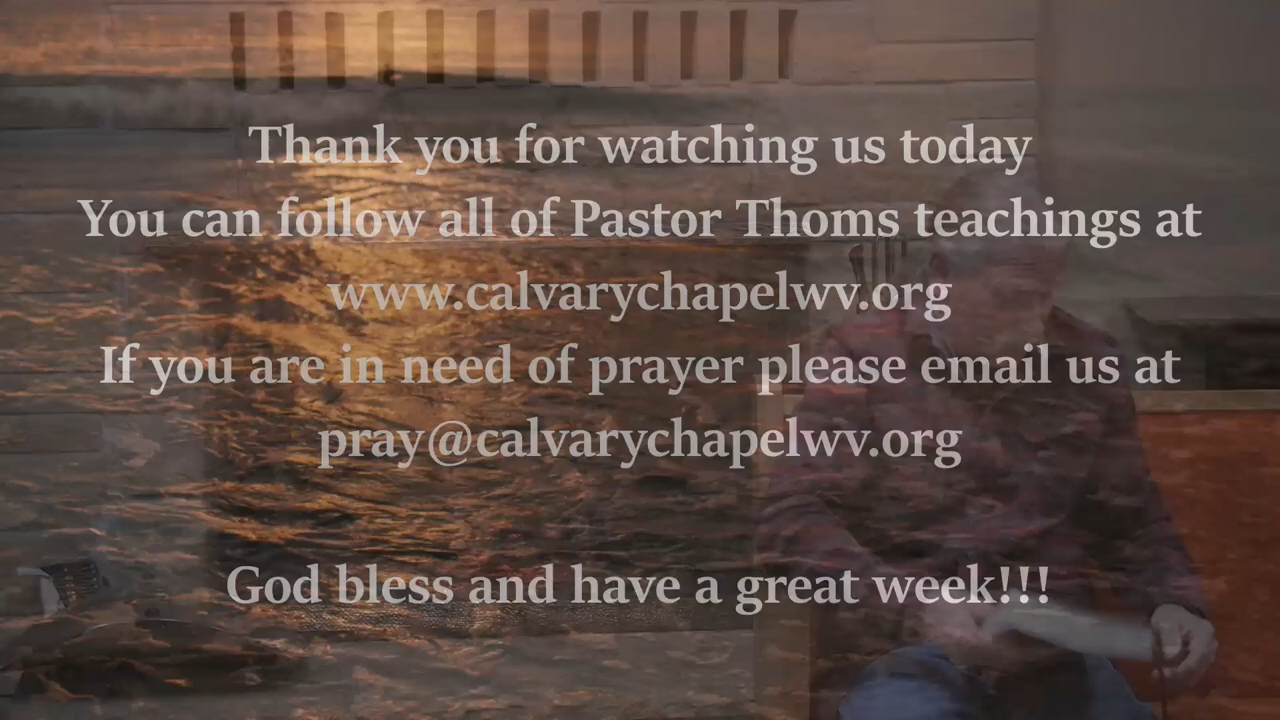 Thank you for watching us today
You can follow all of Pastor Thoms teachings at
www.calvarychapelwv.org
If you are in need of prayer please email us at
pray@calvarychapelwv.org
God bless and have a great week!!!